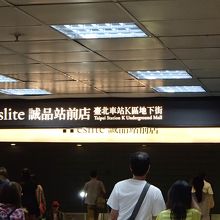 slite 誠品站前店 臺北車站K區地下街
Taipei Station K Underground Mall
eslite 誠品站前店